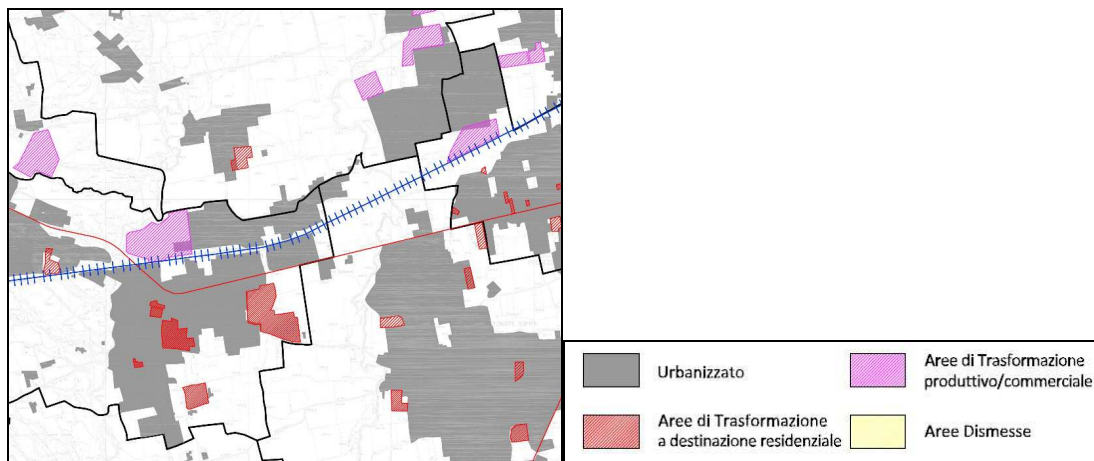 Urbanizzato
Aree di Trasformazione
produttivo/commerciale
Aree di Trasformazione
a destinazione residenziale
Aree Dismesse